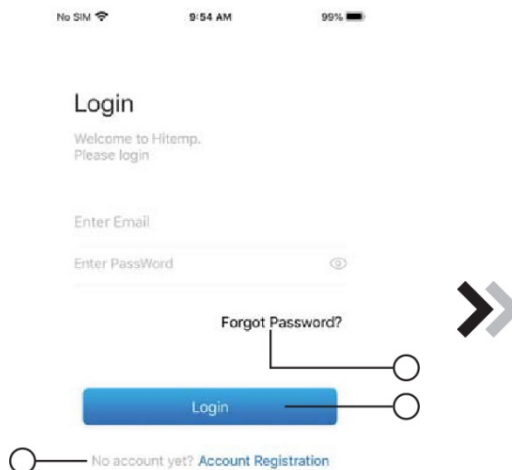 No SIM 9:54 AM 99%
Login
Welcome to Hitemp.
Please login
Enter Email
Enter PassWord
Forgot Password?
Login
No account yet? Account Registration